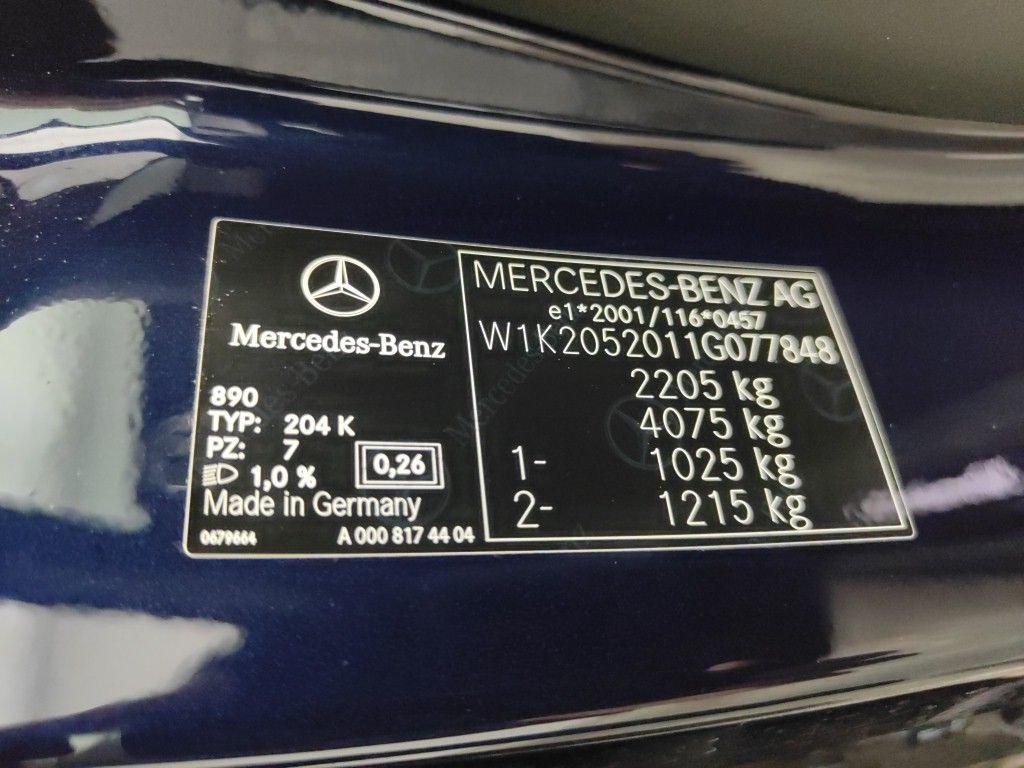 Mercedes-Benz
890
TYP: 204 K
PZ: 7
1,0 %
0,26
Made in Germany
0679664
A 000 817 44 04
MERCEDES-BENZ AG
e1*2001/116*0457
W1K2052011G077848
2205 kg
4075 kg
1- 1025 kg
2- 1215 kg